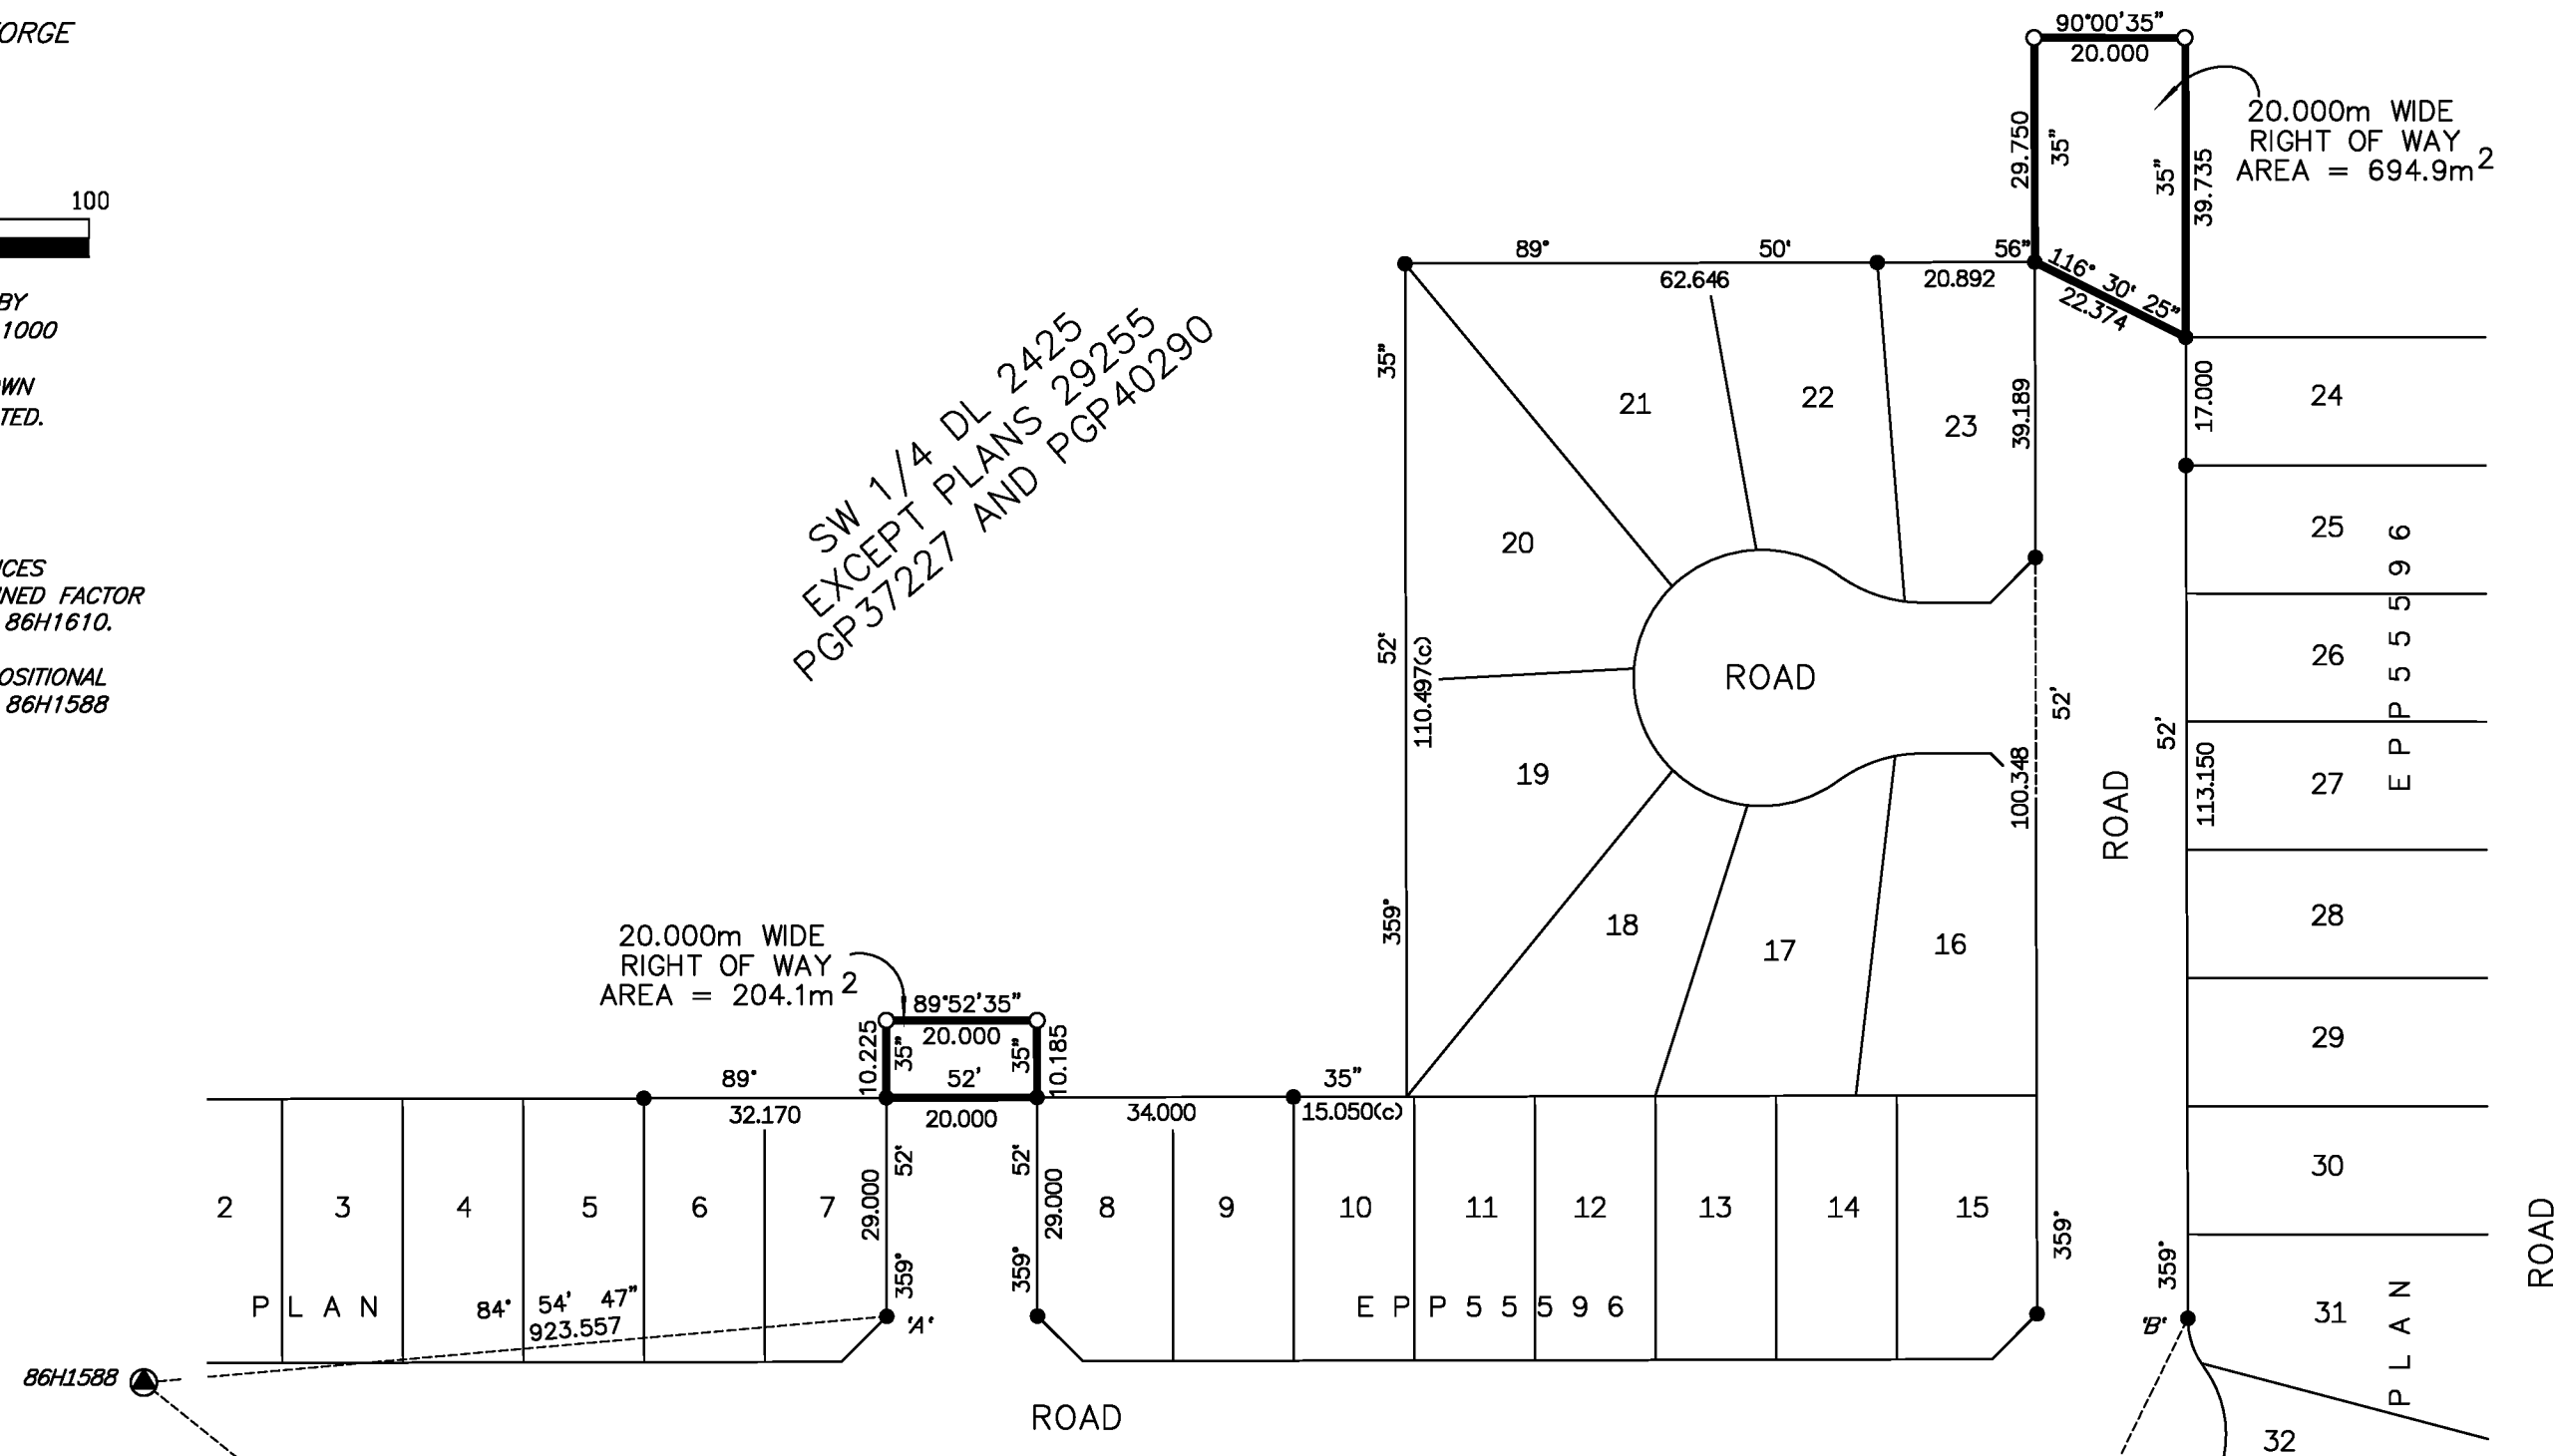 ORGE
100
BY
1000
OWN
TED.
NCES
INED FACTOR
86H1610.
OSITIONAL
86H1588
SW 1/4 DL 2425
EXCEPT PLANS 29255
PGP37227 AND PGP40290
90°00'35"
20.000
29.750
35"
35"
39.735
20.000m WIDE
RIGHT OF WAY
AREA = 694.9m2
116° 30' 25"
22.374
89° 50' 56"
62.646
20.892
35"
52'
359°
110.497(c)
39.189
17.000
21
22
23
20
19
18
17
16
ROAD
52'
100.348
359°
ROAD
52'
113.150
359°
24
25
26
27
28
29
30
31
32
EPP55596
PLAN
ROAD
20.000m WIDE
RIGHT OF WAY
AREA = 204.1m2
89°52'35"
20.000
10.225
35"
35"
10.185
89° 52' 35"
32.170
20.000
34.000
15.050(c)
2
3
4
5
6
7
52'
29.000
359°
52'
29.000
359°
8
9
10
11
12
13
14
15
PLAN
84° 54' 47"
923.557
'A'
EPP55596
'B'
86H1588
ROAD